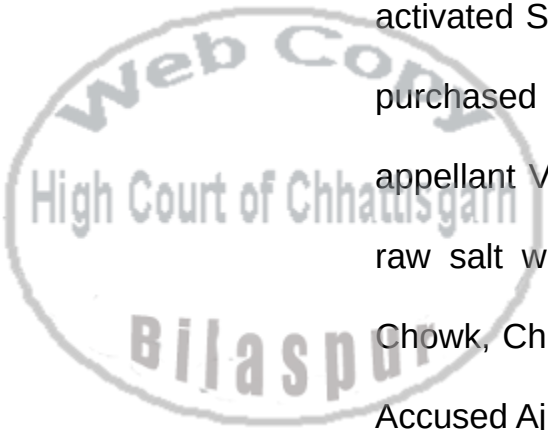 activated S
purchased
appellant V
raw salt w
Chowk, Ch
Accused Aj
Web Copy
High Court of Chhattisgarh
Bilaspur